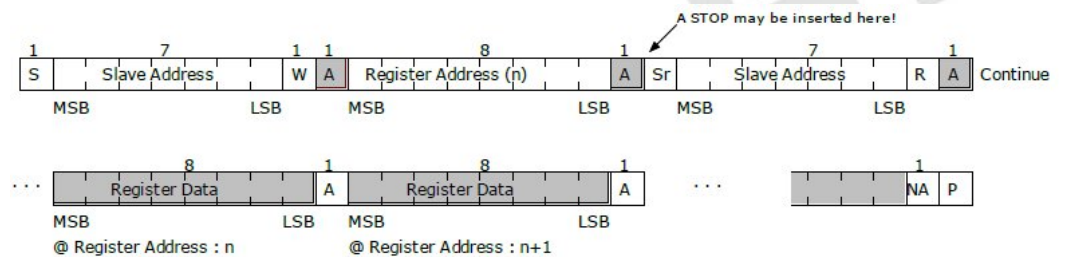 A STOP may be inserted here!
1 7 1 1 8 1 7 1
S Slave Address W A Register Address (n) A Sr Slave Address R A Continue
MSB LSB MSB LSB MSB LSB
8 1 8 1 1
... Register Data A Register Data A ... NA P
MSB LSB MSB LSB
@ Register Address : n @ Register Address : n+1